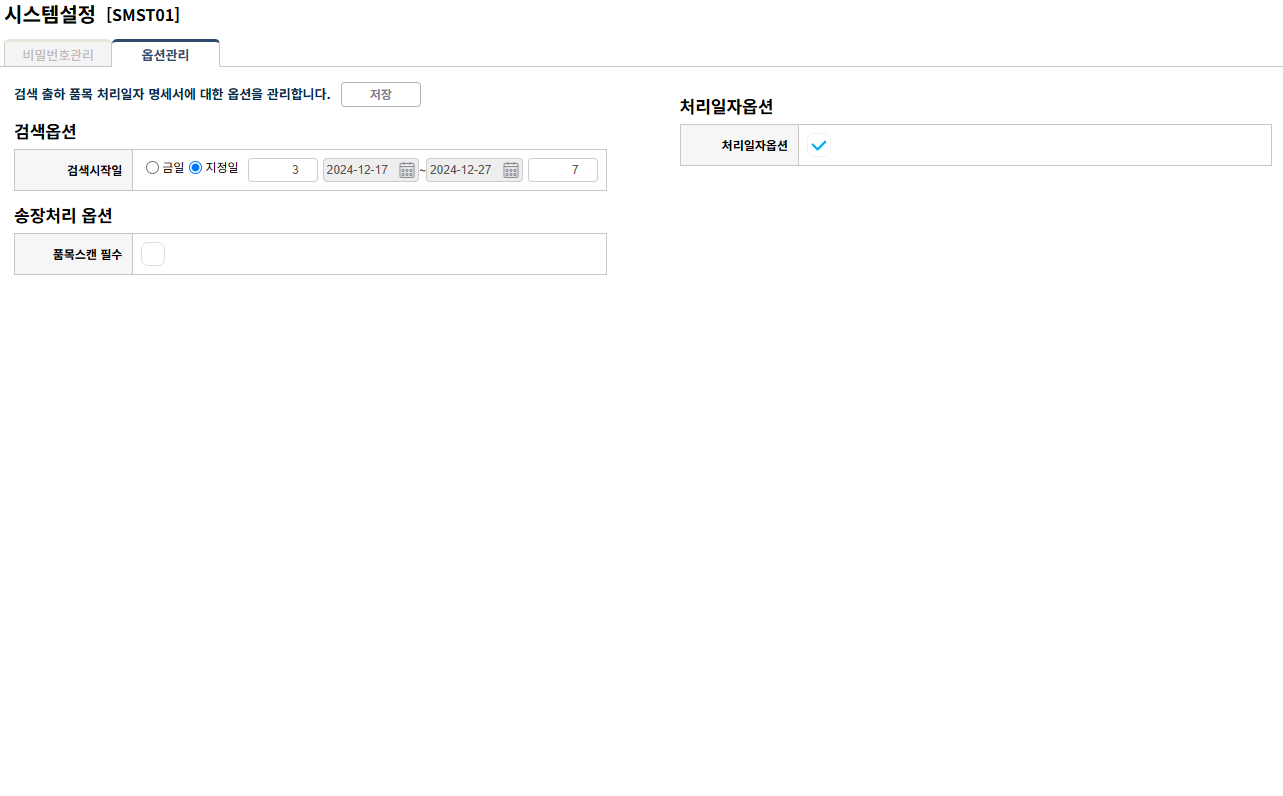 시스템설정 [SMST01]
비밀번호관리 옵션관리
검색 출하 품목 처리일자 명세서에 대한 옵션을 관리합니다. 저장
검색옵션
검색시작일 금일 지정일 3 2024-12-17 ~ 2024-12-27 7
송장처리 옵션
품목스캔 필수
처리일자옵션
처리일자옵션